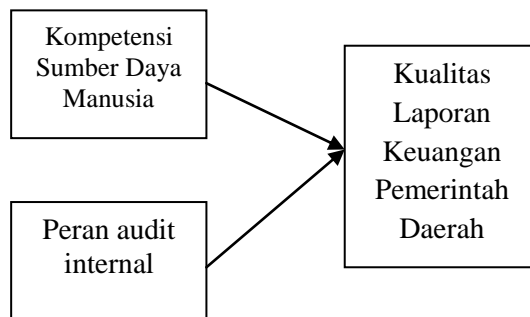 Kompetensi
Sumber Daya
Manusia
Peran audit
internal
Kualitas
Laporan
Keuangan
Pemerintah
Daerah